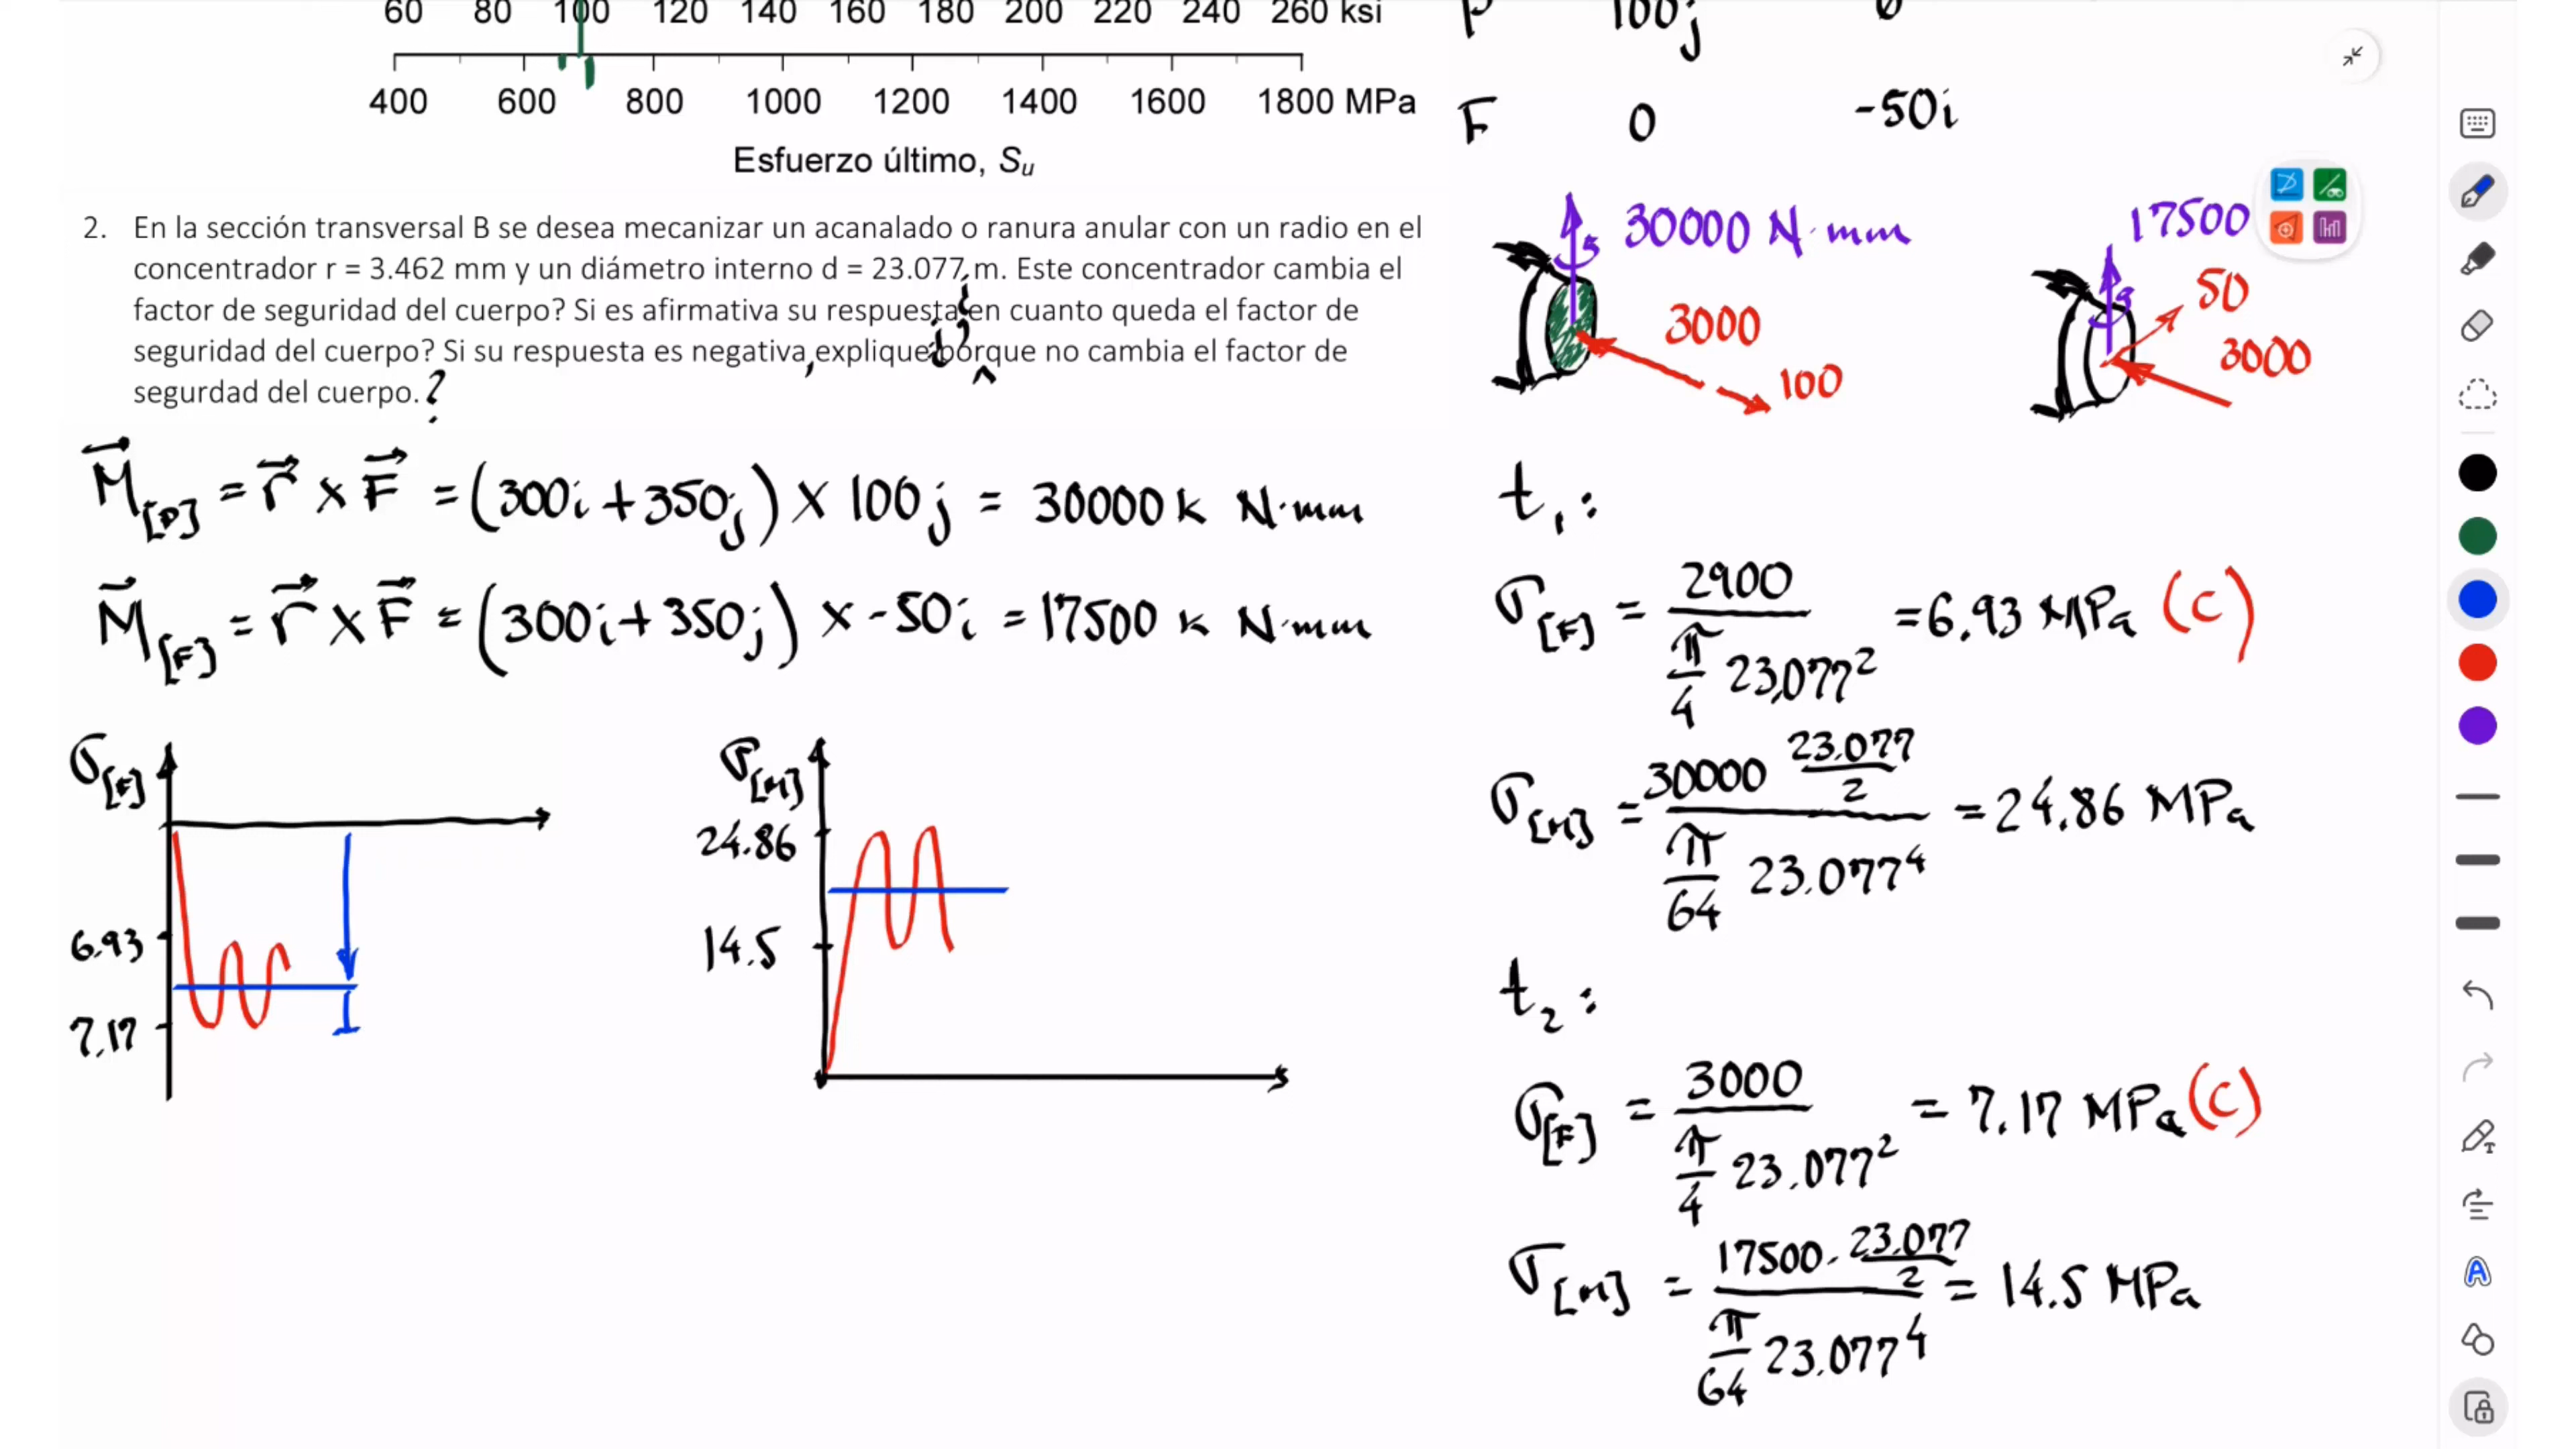 60 80 100 120 140 160 180 200 220 240 260 ksi
400 600 800 1000 1200 1400 1600 1800 MPa
Esfuerzo último, Su
2. En la sección transversal B se desea mecanizar un acanalado o ranura anular con un radio en el
concentrador r = 3.462 mm y un diámetro interno d = 23.077 m. Este concentrador cambia el
factor de seguridad del cuerpo? Si es afirmativa su respuesta ¿en cuanto queda el factor de
seguridad del cuerpo? Si su respuesta es negativa, explique ¿porque no cambia el factor de
segurdad del cuerpo.?
M[P] = r x F = (300i + 350j) x 100j = 30000 k N·mm
M[F] = r x F = (300i + 350j) x -50i = 17500 k N·mm
σ[F]
6.93
7.17
σ[M]
24.86
14.5
P 100j 0
F 0 -50i
30000 N·mm
3000
100
17500
50
3000
t1:
σ[F] = 2900 / (π/4 23,077²) = 6.93 MPa (C)
σ[M] = 30000 23.077/2 / (π/64 23.077⁴) = 24.86 MPa
t2:
σ[F] = 3000 / (π/4 23.077²) = 7.17 MPa (C)
σ[M] = 17500 · 23.077/2 / (π/64 23.077⁴) = 14.5 MPa